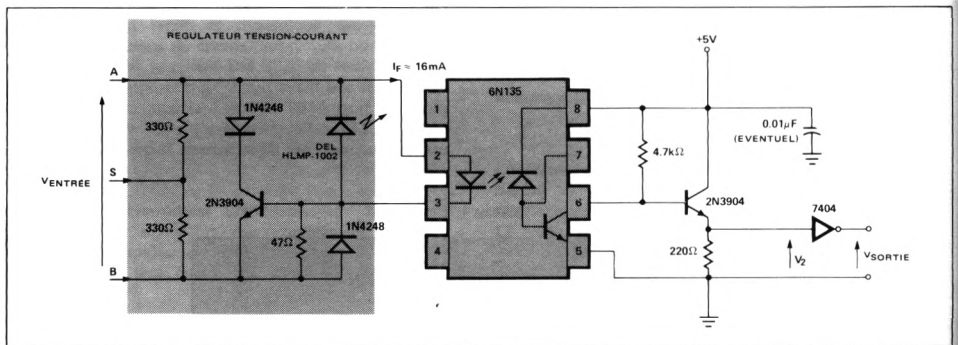 REGULATEUR TENSION-COURANT
A
I_F ≈ 16mA
6N135
+5V
1N4248
330Ω
DEL
HLMP-1002
1
2
3
4
8
7
6
5
4.7kΩ
0.01µF
(EVENTUEL)
V_ENTRÉE
S
2N3904
330Ω
47Ω
1N4248
B
2N3904
7404
220Ω
V_2
V_SORTIE